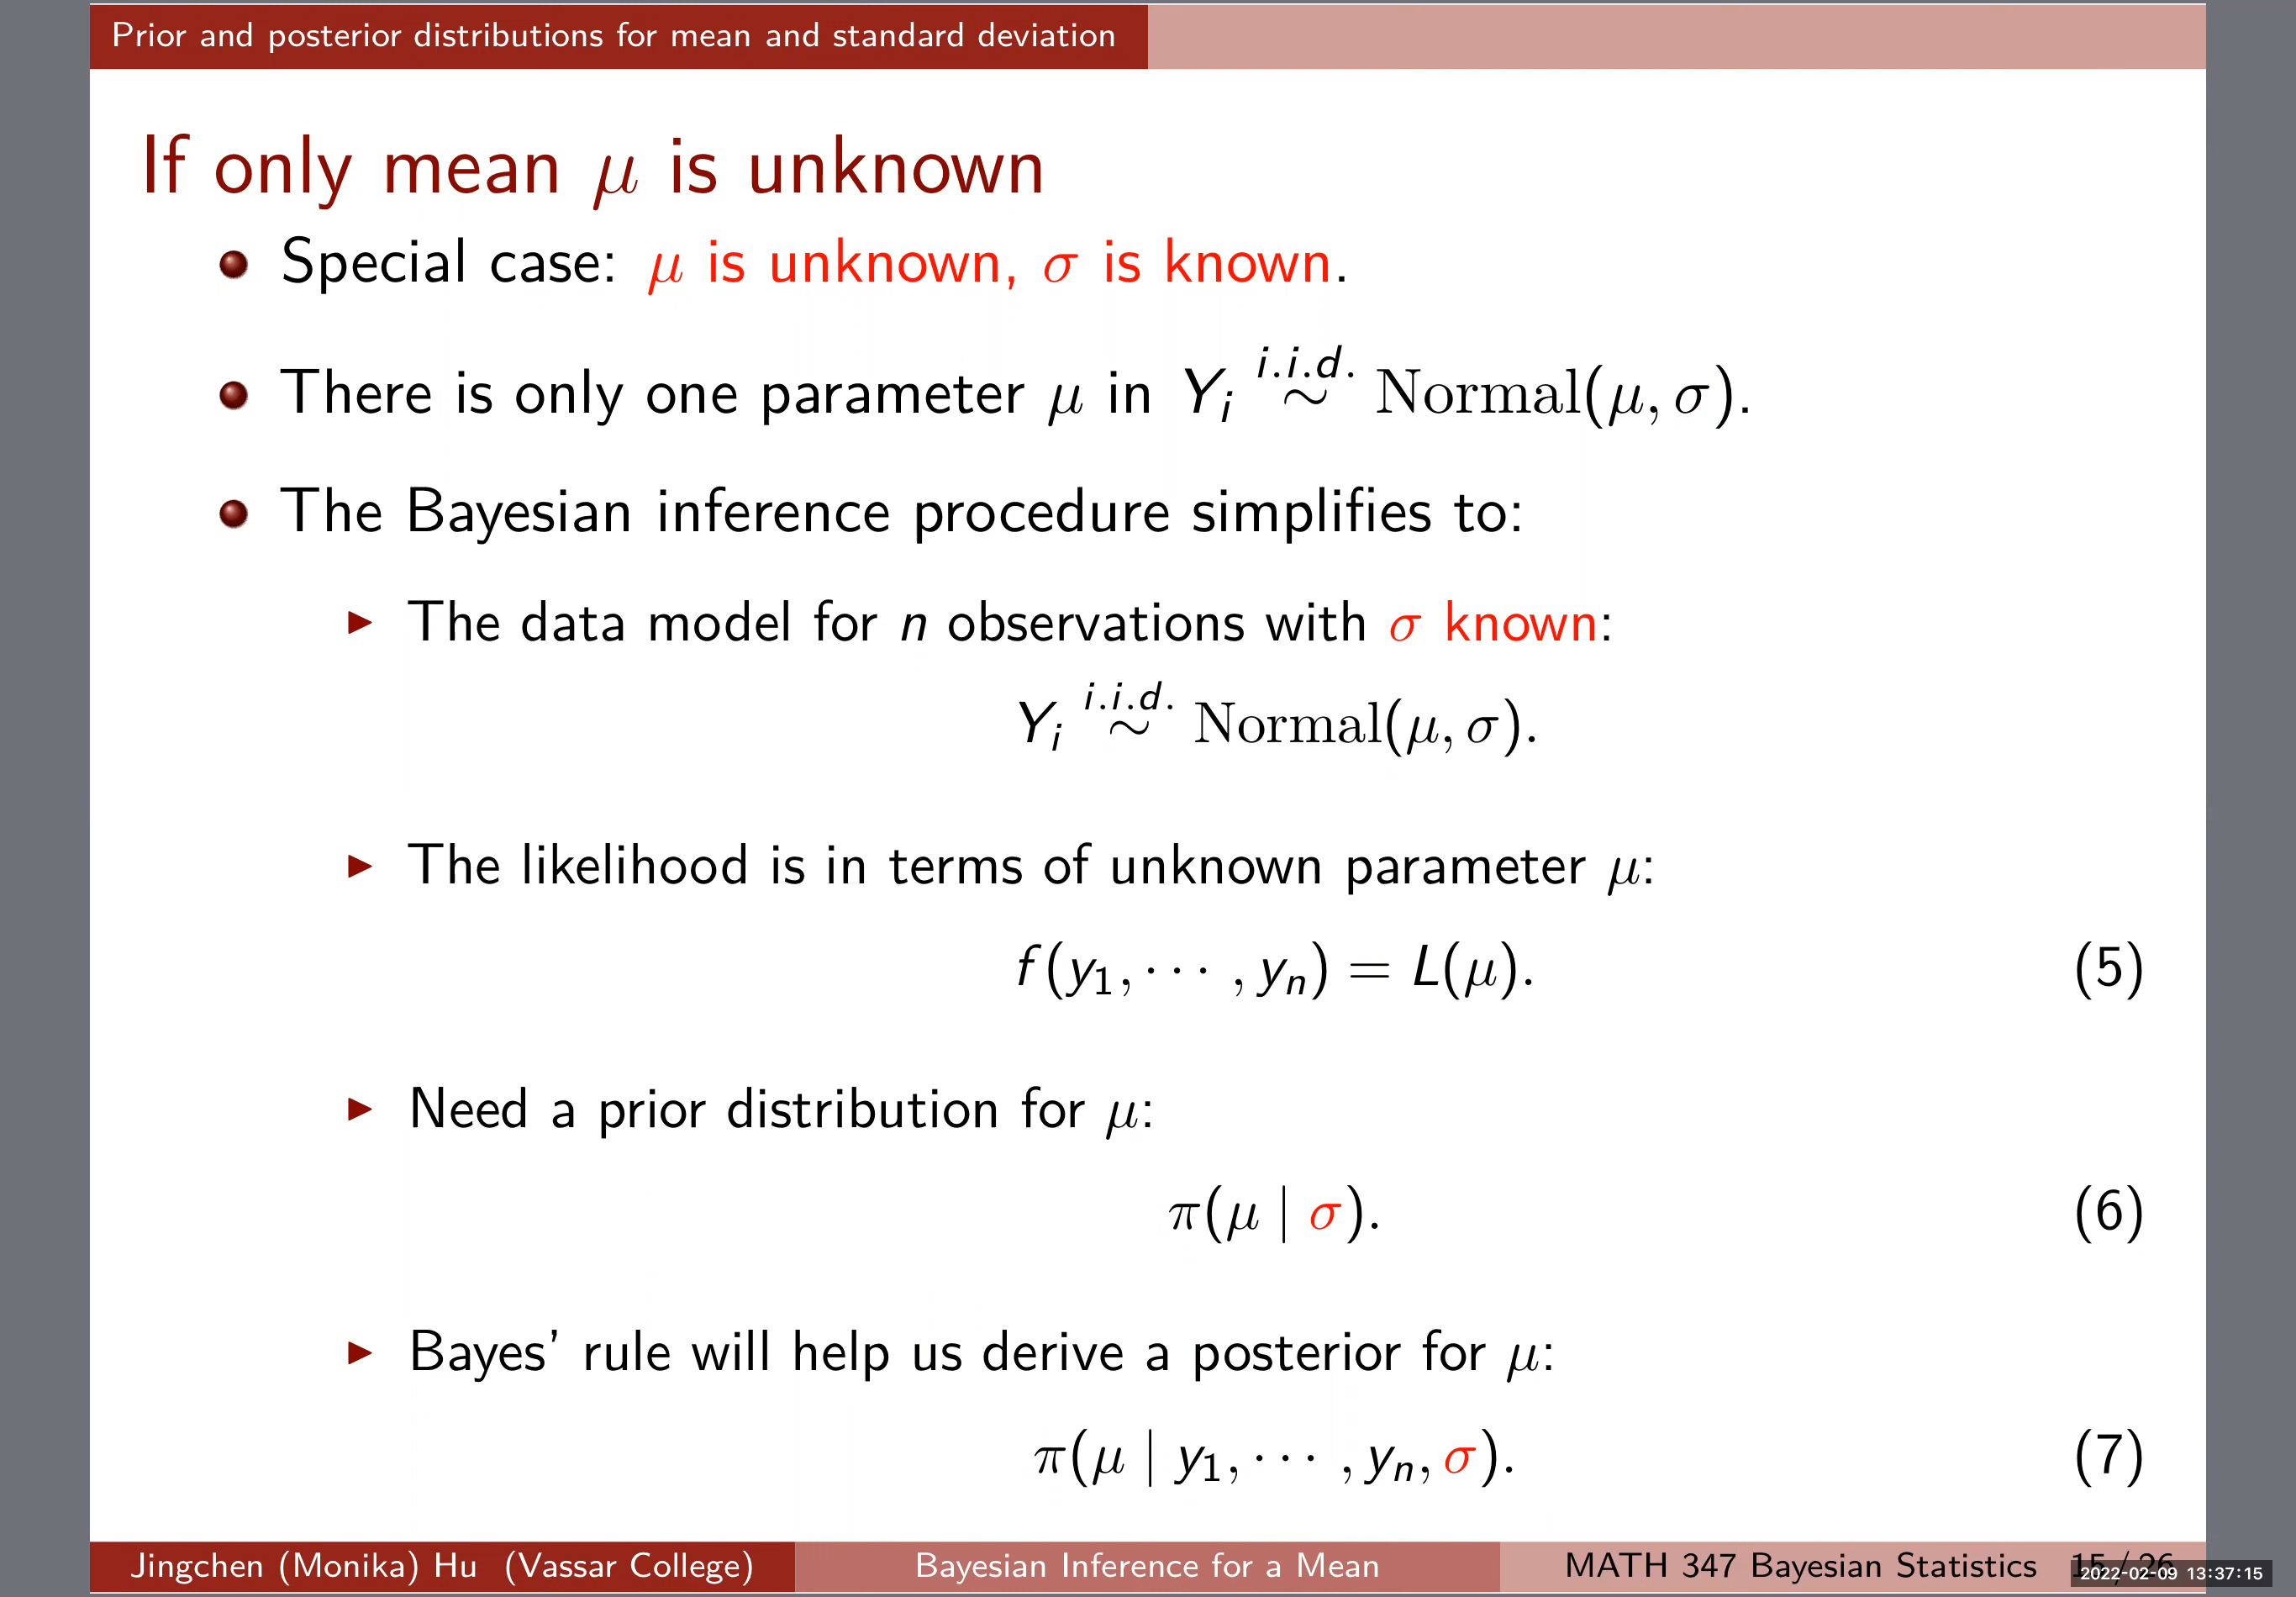 Prior and posterior distributions for mean and standard deviation
If only mean μ is unknown
Special case: μ is unknown, σ is known.
There is only one parameter μ in Y_i i.i.d. ∼ Normal(μ, σ).
The Bayesian inference procedure simplifies to:
The data model for n observations with σ known:
Y_i i.i.d. ∼ Normal(μ, σ).
The likelihood is in terms of unknown parameter μ:
f(y_1, ⋯ , y_n) = L(μ). (5)
Need a prior distribution for μ:
π(μ | σ). (6)
Bayes' rule will help us derive a posterior for μ:
π(μ | y_1, ⋯ , y_n, σ). (7)
Jingchen (Monika) Hu (Vassar College) Bayesian Inference for a Mean MATH 347 Bayesian Statistics 15 / 26
2022-02-09 13:37:15